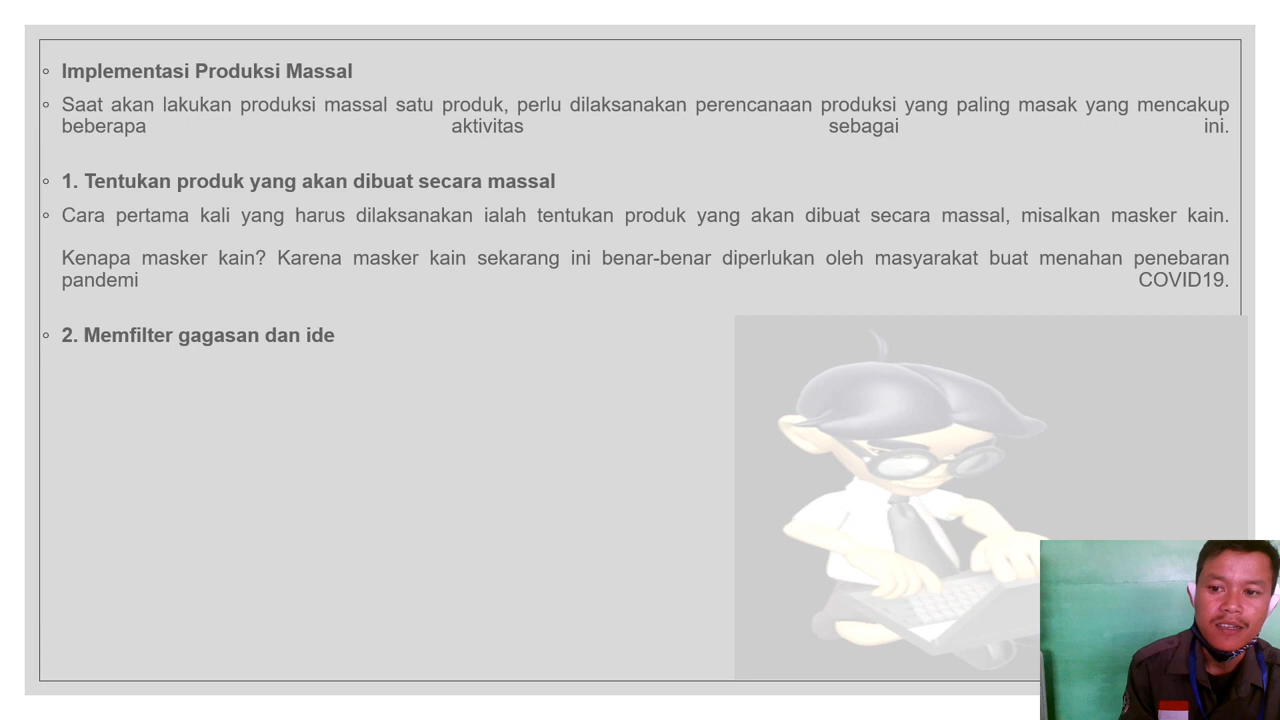 Implementasi Produksi Massal
Saat akan lakukan produksi massal satu produk, perlu dilaksanakan perencanaan produksi yang paling masak yang mencakup
beberapa aktivitas sebagai ini.
1. Tentukan produk yang akan dibuat secara massal
Cara pertama kali yang harus dilaksanakan ialah tentukan produk yang akan dibuat secara massal, misalkan masker kain.
Kenapa masker kain? Karena masker kain sekarang ini benar-benar diperlukan oleh masyarakat buat menahan penebaran
pandemi COVID19.
2. Memfilter gagasan dan ide